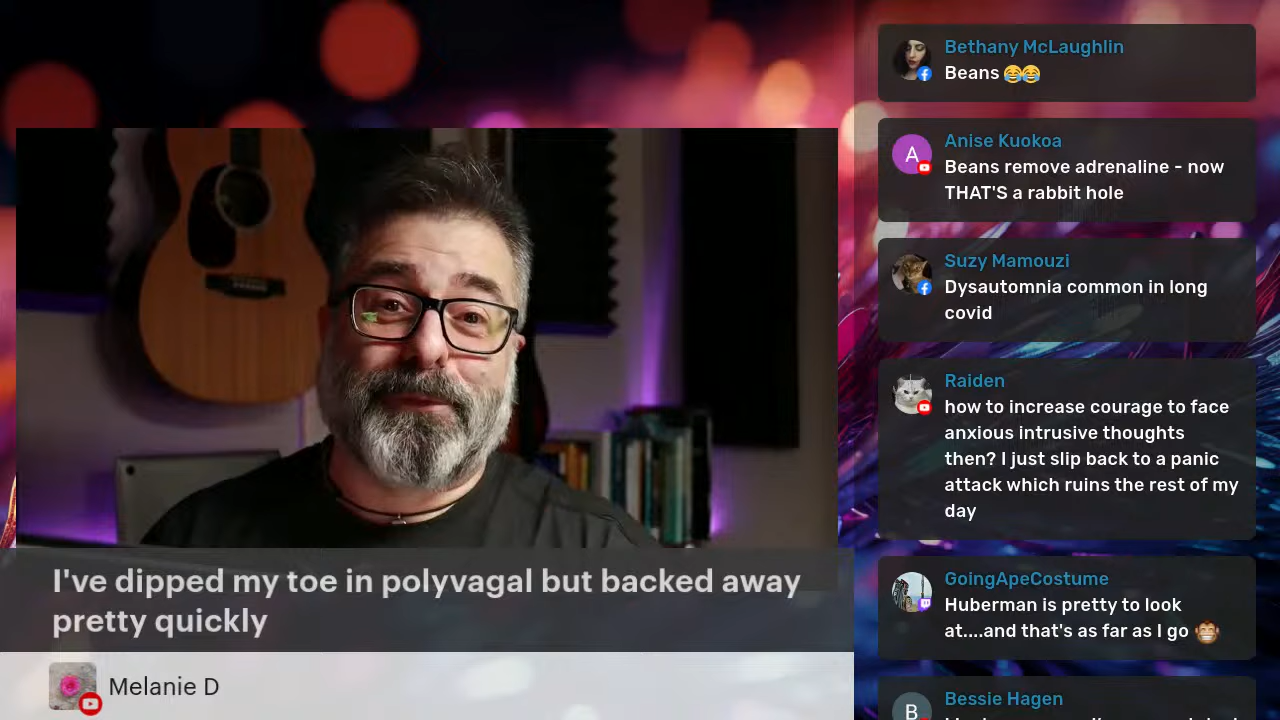 I've dipped my toe in polyvagal but backed away
pretty quickly
Melanie D
Bethany McLaughlin
Beans 😂😂
A
Anise Kuokoa
Beans remove adrenaline - now
THAT'S a rabbit hole
Suzy Mamouzi
Dysautomnia common in long
covid
Raiden
how to increase courage to face
anxious intrusive thoughts
then? I just slip back to a panic
attack which ruins the rest of my
day
GoingApeCostume
Huberman is pretty to look
at....and that's as far as I go 🐵
B
Bessie Hagen